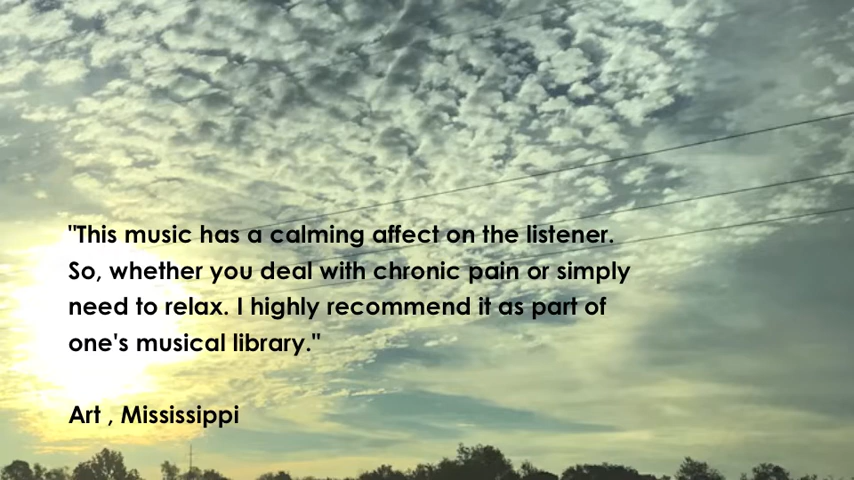 "This music has a calming affect on the listener.
So, whether you deal with chronic pain or simply
need to relax. I highly recommend it as part of
one's musical library."
Art , Mississippi